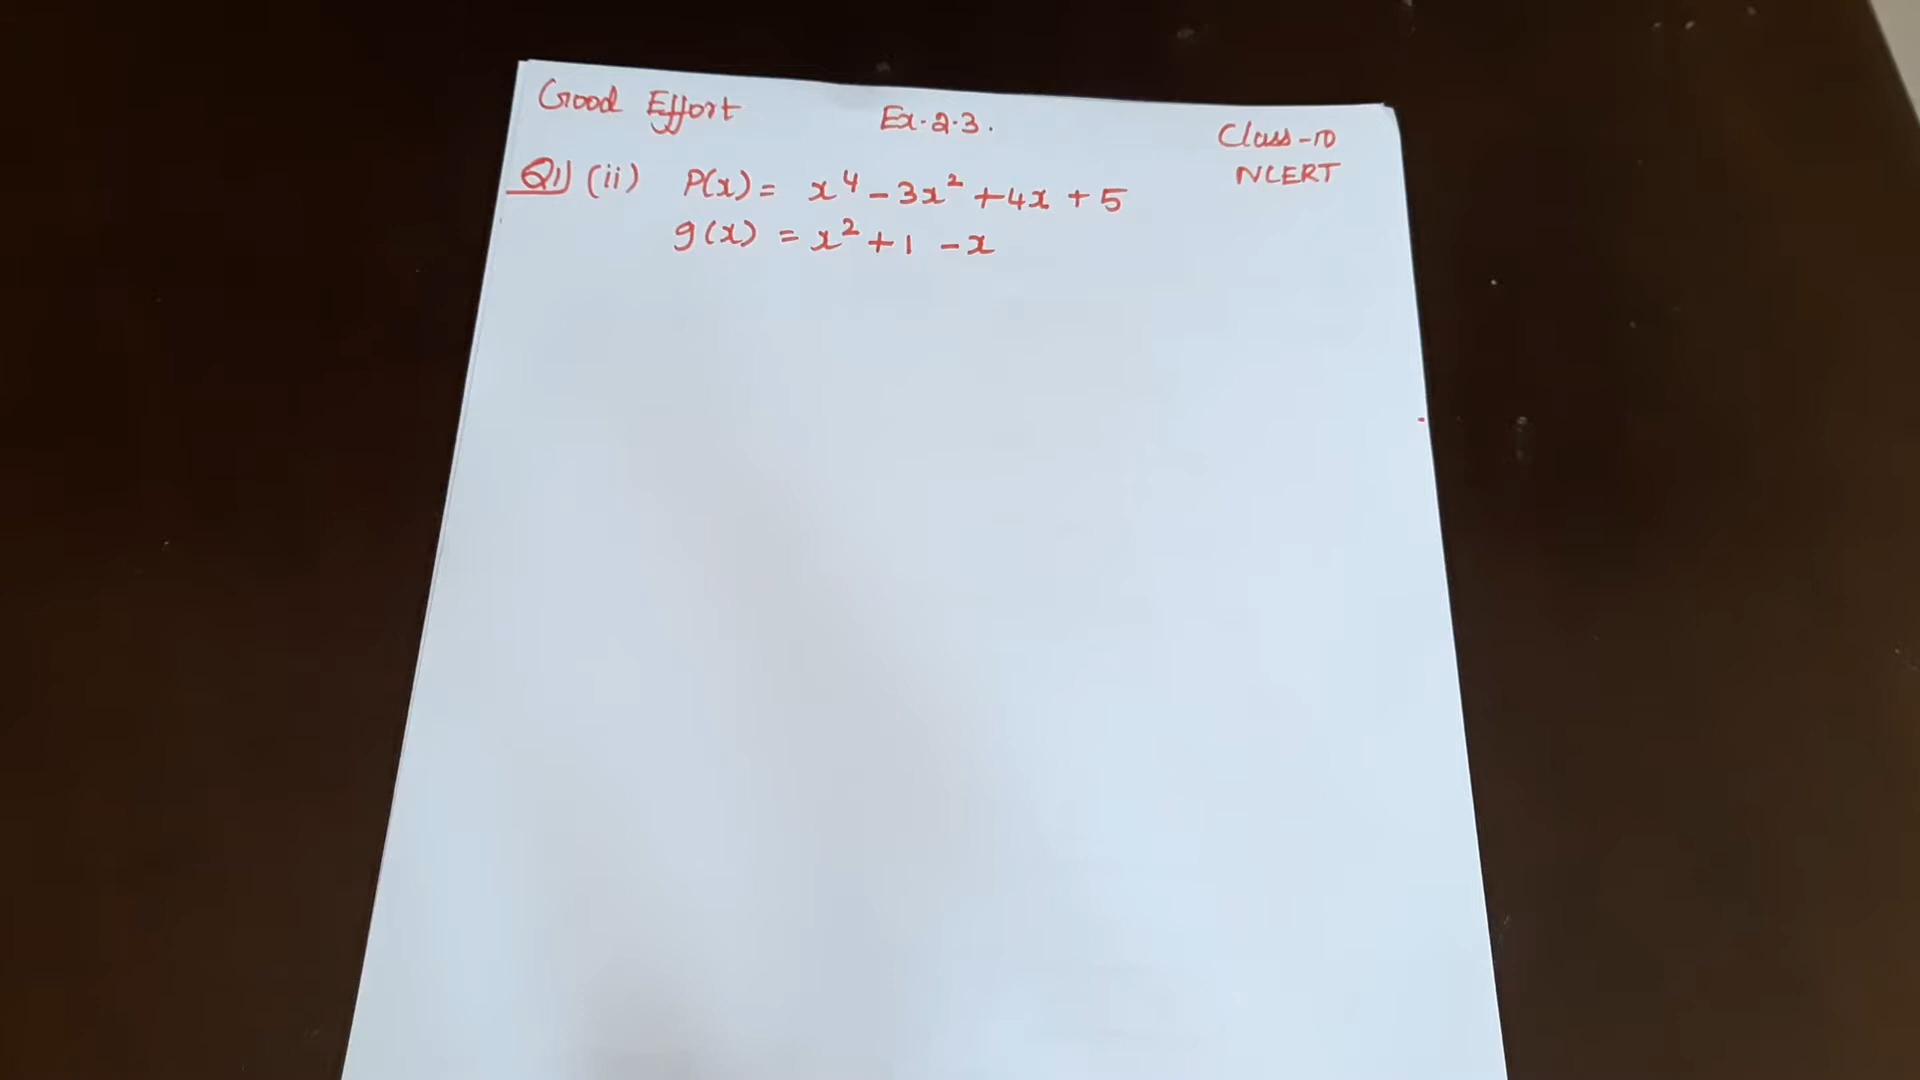 Good Effort Ex.2.3. Class-10
NCERT
Q1) (ii) P(x) = x⁴ - 3x² + 4x + 5
g(x) = x² + 1 - x